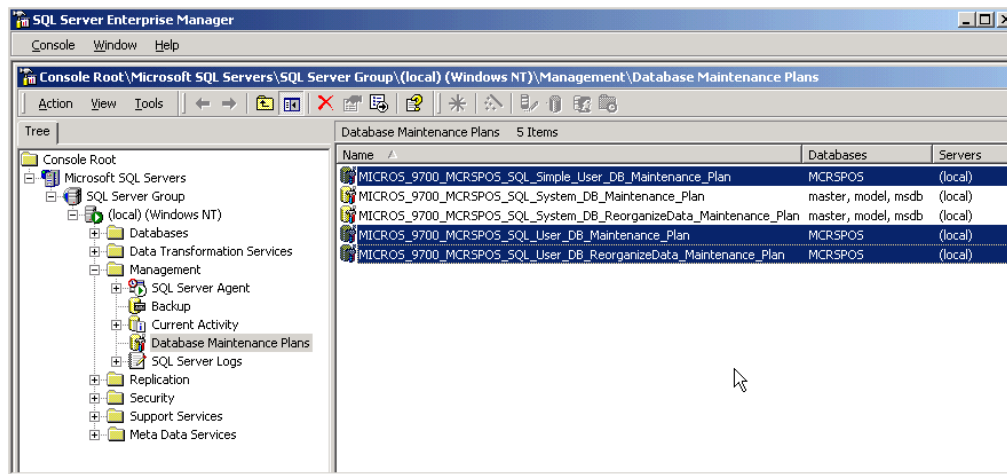 SQL Server Enterprise Manager
Console Window Help
Console Root\Microsoft SQL Servers\SQL Server Group\(local) (Windows NT)\Management\Database Maintenance Plans
Action View Tools
Tree
Database Maintenance Plans 5 Items
Name Databases Servers
Console Root
Microsoft SQL Servers
SQL Server Group
(local) (Windows NT)
Databases
Data Transformation Services
Management
SQL Server Agent
Backup
Current Activity
Database Maintenance Plans
SQL Server Logs
Replication
Security
Support Services
Meta Data Services
MICROS_9700_MCRSPOS_SQL_Simple_User_DB_Maintenance_Plan MCRSPOS (local)
MICROS_9700_MCRSPOS_SQL_System_DB_Maintenance_Plan master, model, msdb (local)
MICROS_9700_MCRSPOS_SQL_System_DB_ReorganizeData_Maintenance_Plan master, model, msdb (local)
MICROS_9700_MCRSPOS_SQL_User_DB_Maintenance_Plan MCRSPOS (local)
MICROS_9700_MCRSPOS_SQL_User_DB_ReorganizeData_Maintenance_Plan MCRSPOS (local)